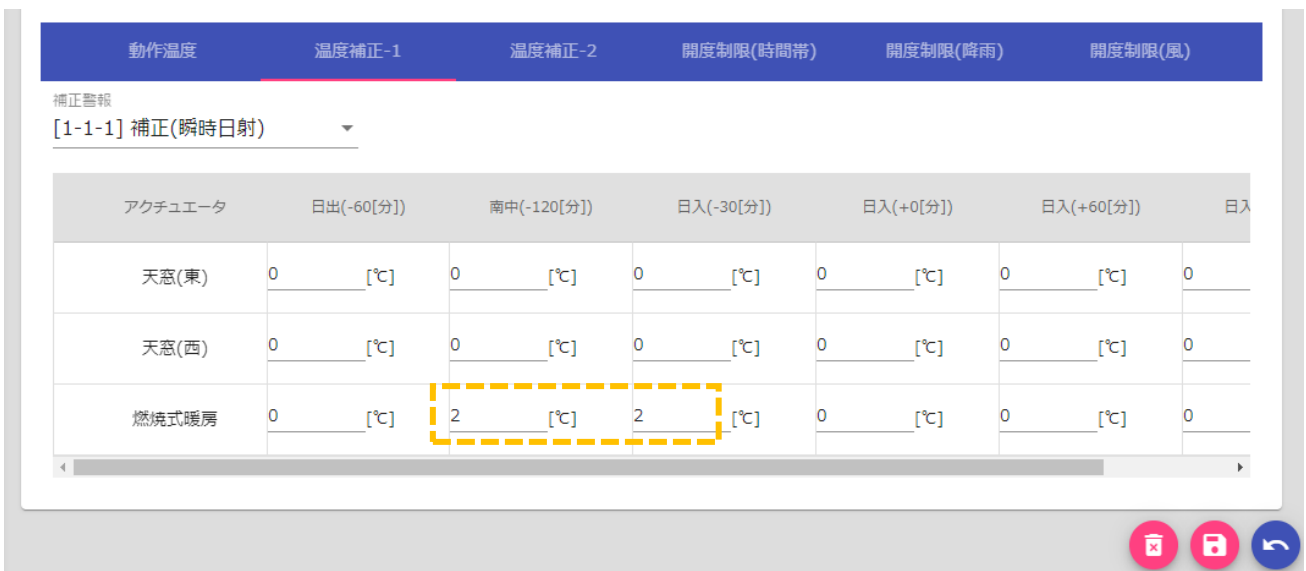 動作温度 温度補正-1 温度補正-2 開度制限(時間帯) 開度制限(降雨) 開度制限(風)
補正警報
[1-1-1] 補正(瞬時日射)
アクチュエータ 日出(-60[分]) 南中(-120[分]) 日入(-30[分]) 日入(+0[分]) 日入(+60[分]) 日入
天窓(東) 0 [℃] 0 [℃] 0 [℃] 0 [℃] 0 [℃] 0
天窓(西) 0 [℃] 0 [℃] 0 [℃] 0 [℃] 0 [℃] 0
燃焼式暖房 0 [℃] 2 [℃] 2 [℃] 0 [℃] 0 [℃] 0